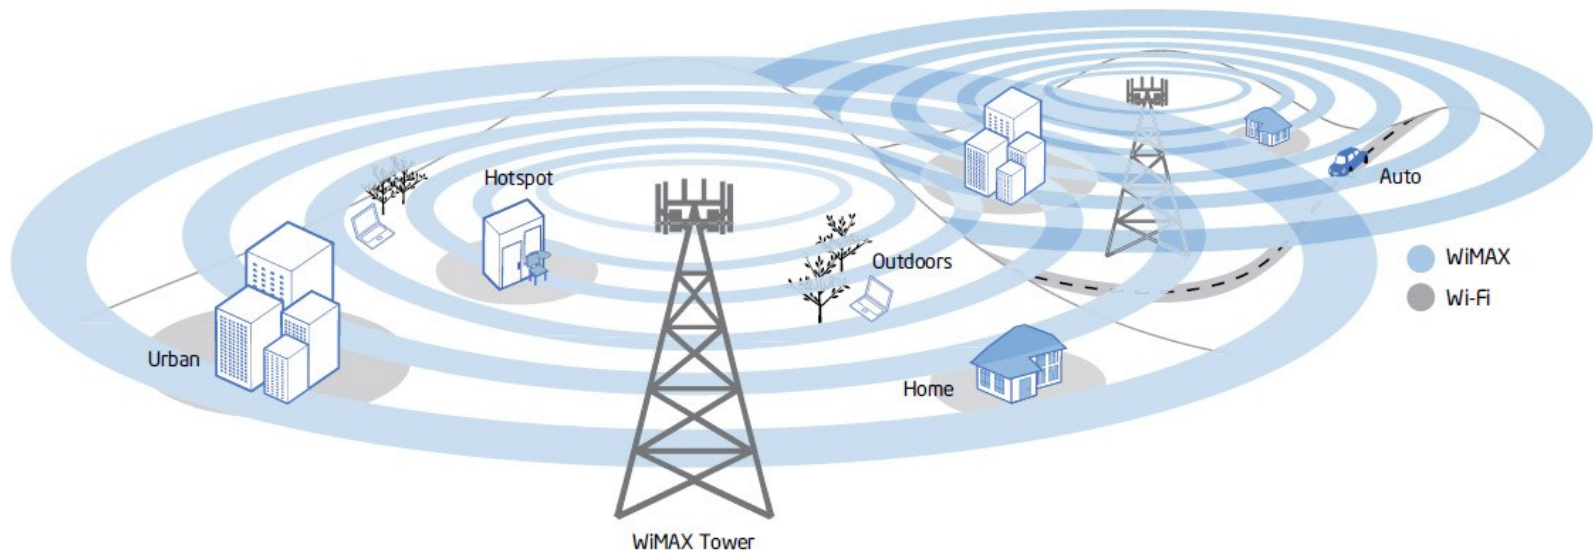 Hotspot
Auto
Outdoors
WiMAX
Wi-Fi
Urban
Home
WiMAX Tower